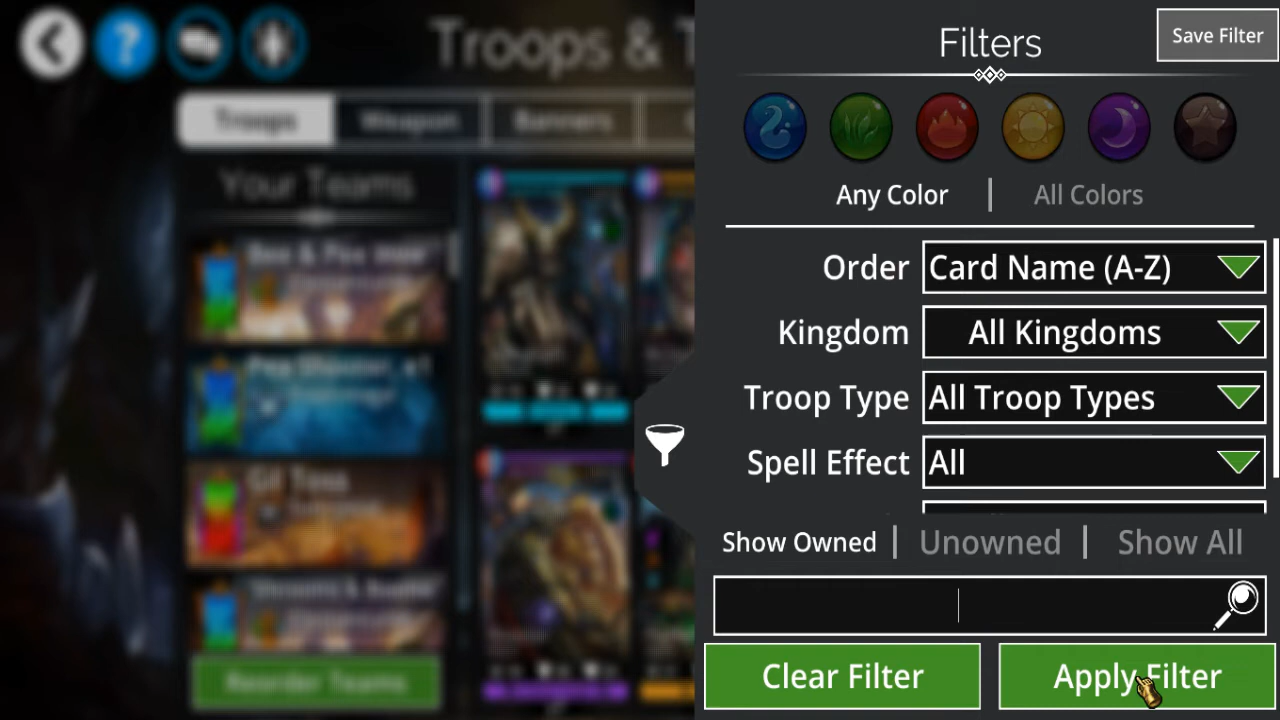 Troops & T
Filters
Save Filter
Troops
Weapon
Banners
Your Teams
Any Color
All Colors
Order
Card Name (A-Z)
Kingdom
All Kingdoms
Troop Type
All Troop Types
Spell Effect
All
Show Owned
Unowned
Show All
Reorder Teams
Clear Filter
Apply Filter